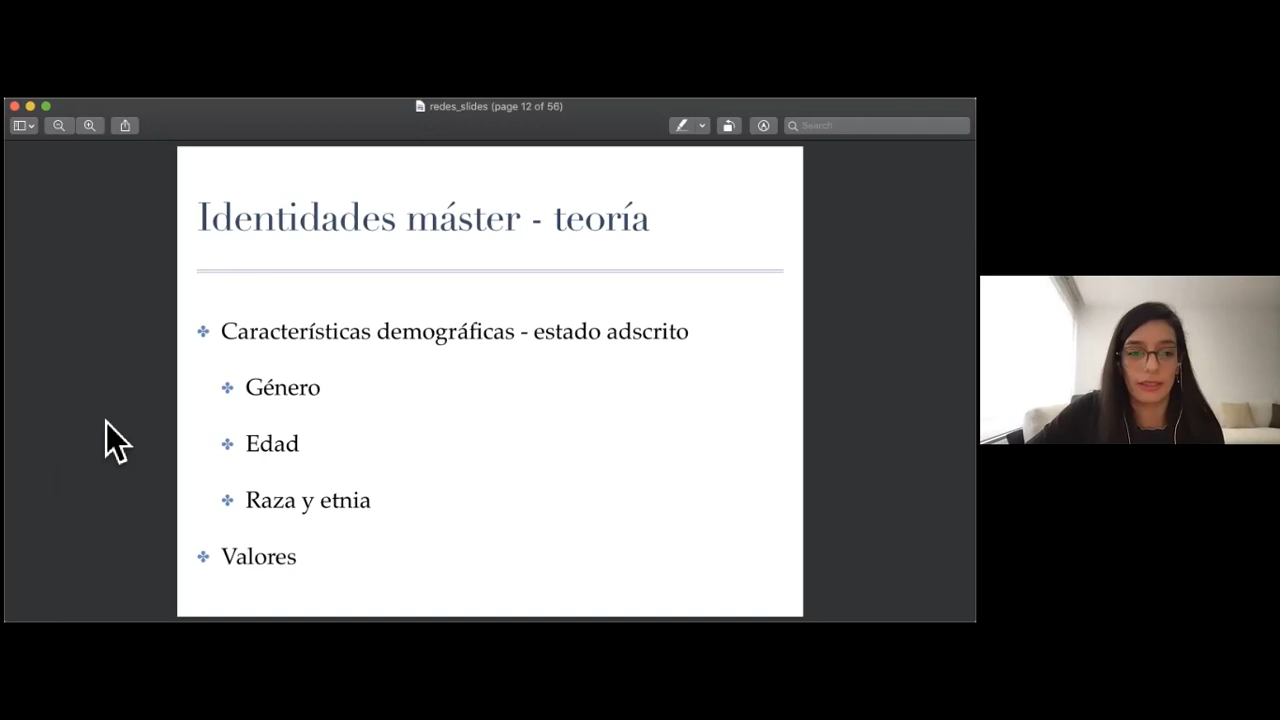 redes_slides (page 12 of 56)
Search
Identidades máster - teoría
Características demográficas - estado adscrito
Género
Edad
Raza y etnia
Valores